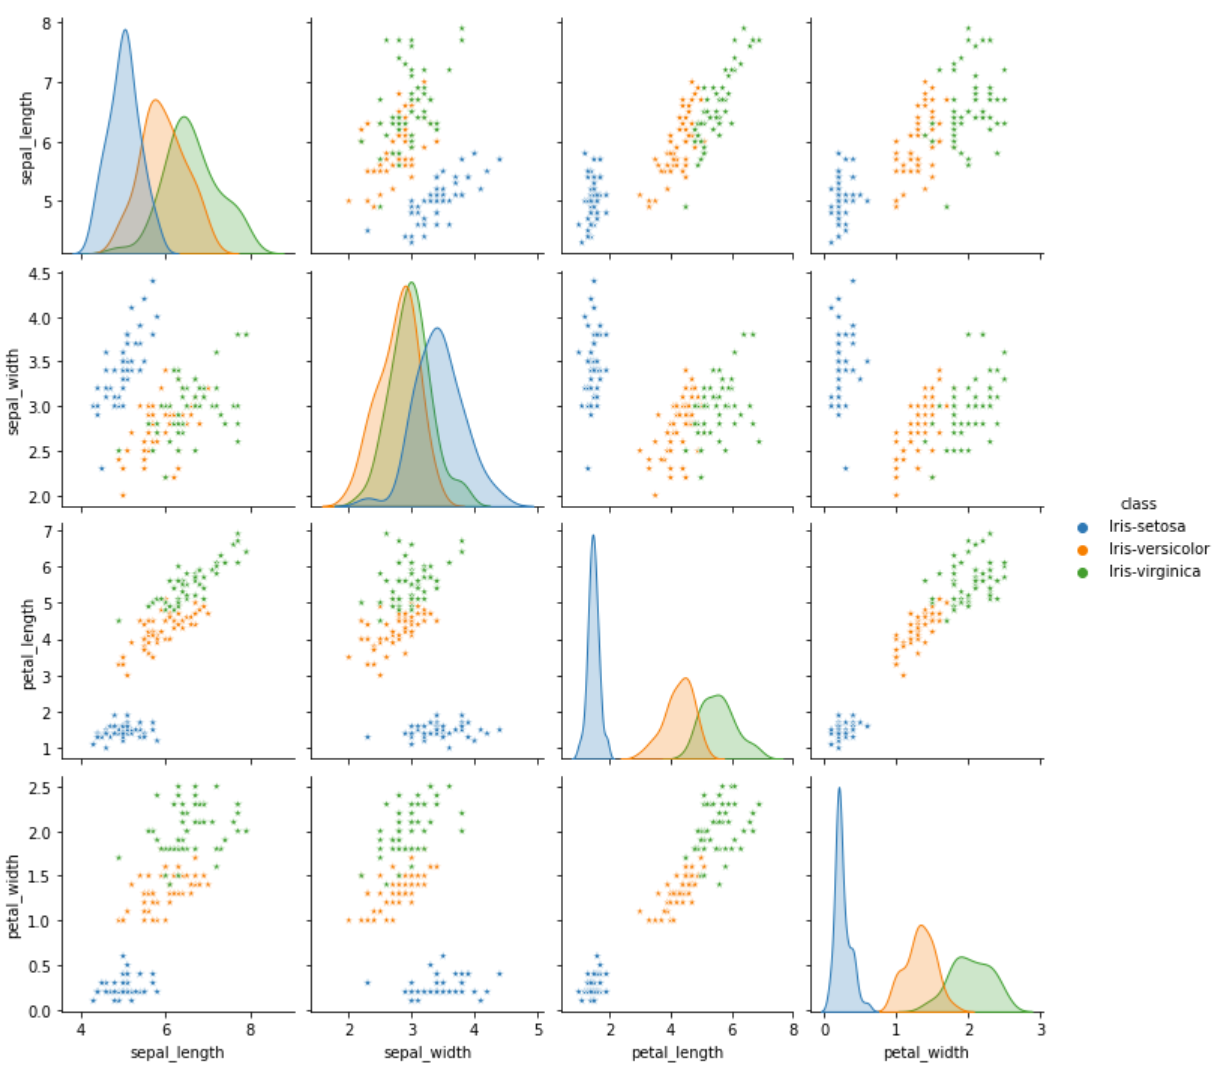 8
7
6
5
sepal_length
4.5
4.0
3.5
3.0
2.5
2.0
sepal_width
class
Iris-setosa
Iris-versicolor
Iris-virginica
7
6
5
4
3
2
1
petal_length
2.5
2.0
1.5
1.0
0.5
0.0
petal_width
4 6 8
sepal_length
2 3 4 5
sepal_width
2 4 6 8
petal_length
0 1 2 3
petal_width